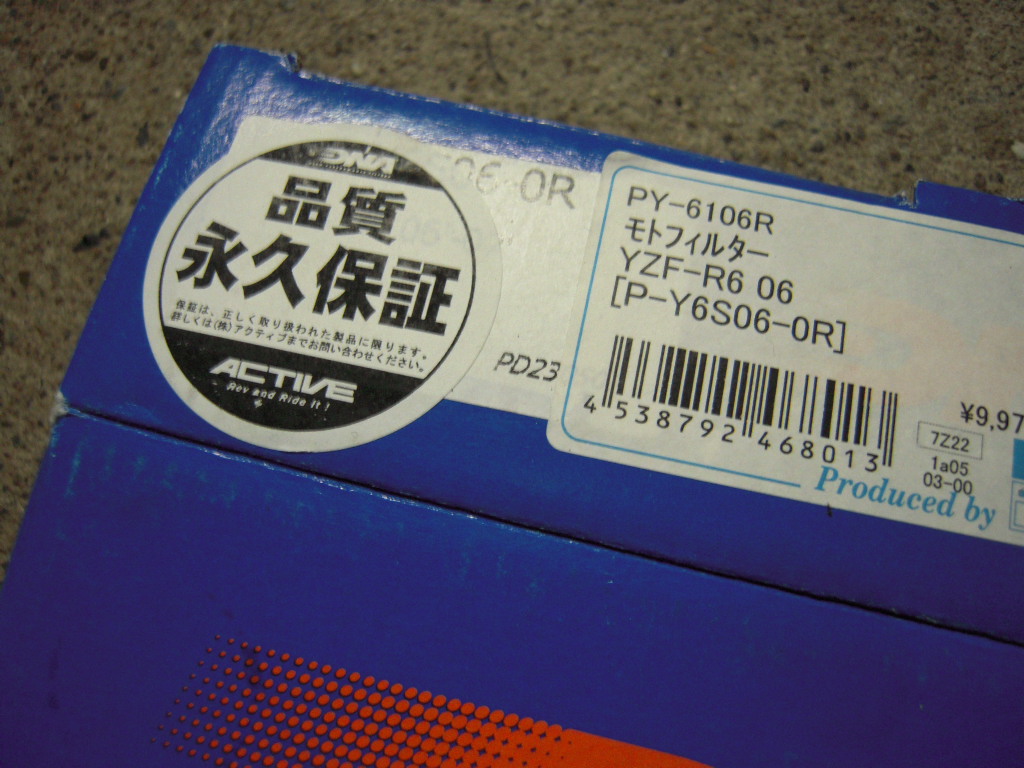 DNA
品質
永久保証
保証は、正しく取り扱われた製品に限ります。
詳しくは(株)アクティブまでお問い合わせください。
ACTIVE
Rev and Ride It!
06-0R
PD23
PY-6106R
モトフィルター
YZF-R6 06
[P-Y6S06-0R]
4 538792 468013
¥9,97
7Z22
1a05
03-00
Produced by